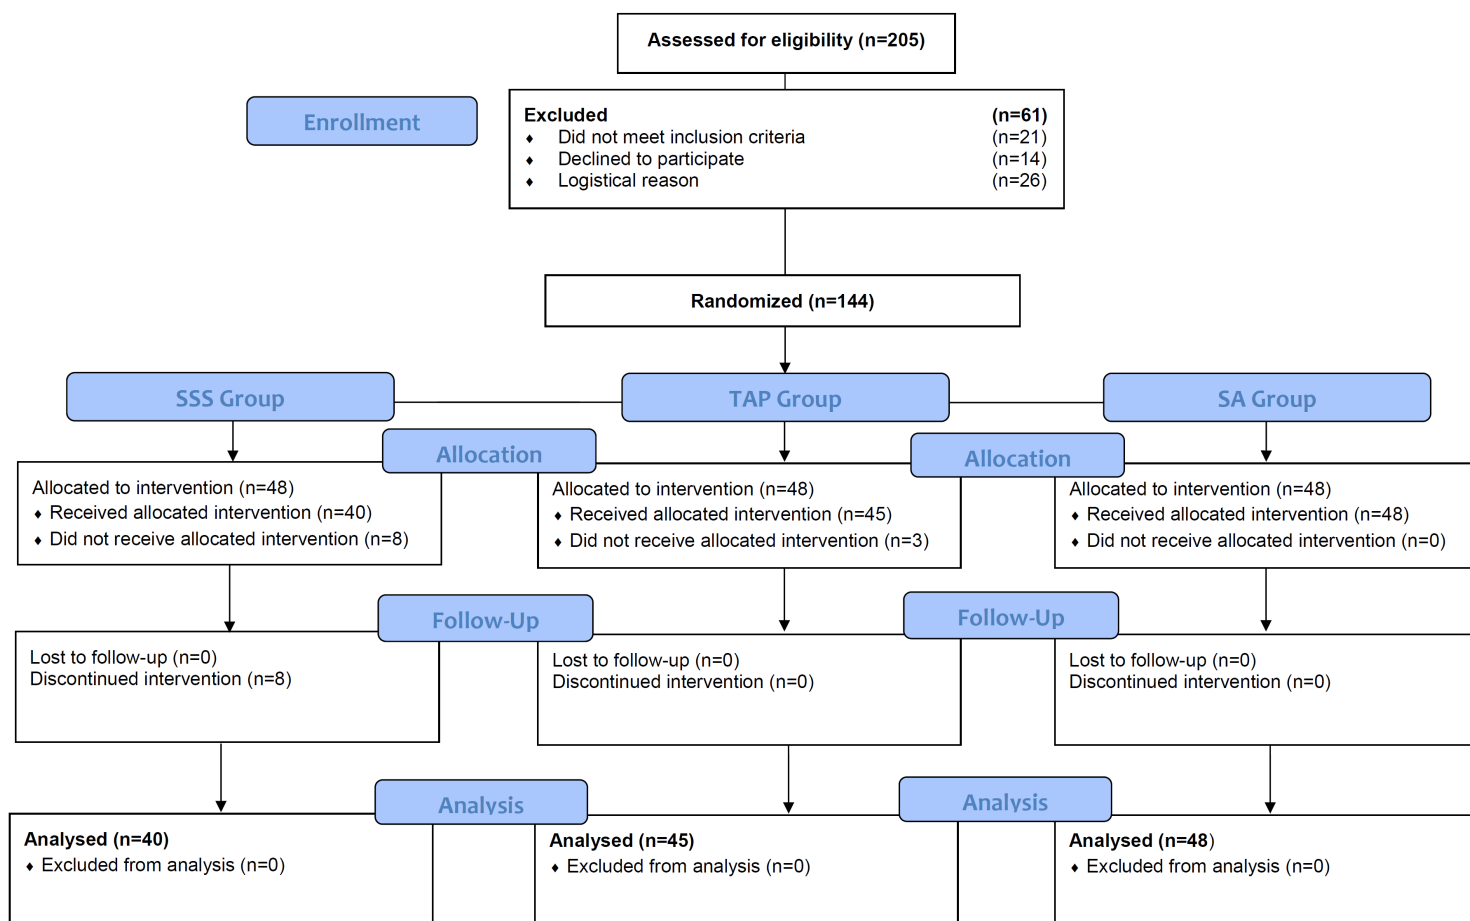 Assessed for eligibility (n=205)
Enrollment
Excluded (n=61)
♦ Did not meet inclusion criteria (n=21)
♦ Declined to participate (n=14)
♦ Logistical reason (n=26)
Randomized (n=144)
SSS Group
TAP Group
SA Group
Allocation
Allocation
Allocated to intervention (n=48)
♦ Received allocated intervention (n=40)
♦ Did not receive allocated intervention (n=8)
Allocated to intervention (n=48)
♦ Received allocated intervention (n=45)
♦ Did not receive allocated intervention (n=3)
Allocated to intervention (n=48)
♦ Received allocated intervention (n=48)
♦ Did not receive allocated intervention (n=0)
Follow-Up
Follow-Up
Lost to follow-up (n=0)
Discontinued intervention (n=8)
Lost to follow-up (n=0)
Discontinued intervention (n=0)
Lost to follow-up (n=0)
Discontinued intervention (n=0)
Analysis
Analysis
Analysed (n=40)
♦ Excluded from analysis (n=0)
Analysed (n=45)
♦ Excluded from analysis (n=0)
Analysed (n=48)
♦ Excluded from analysis (n=0)